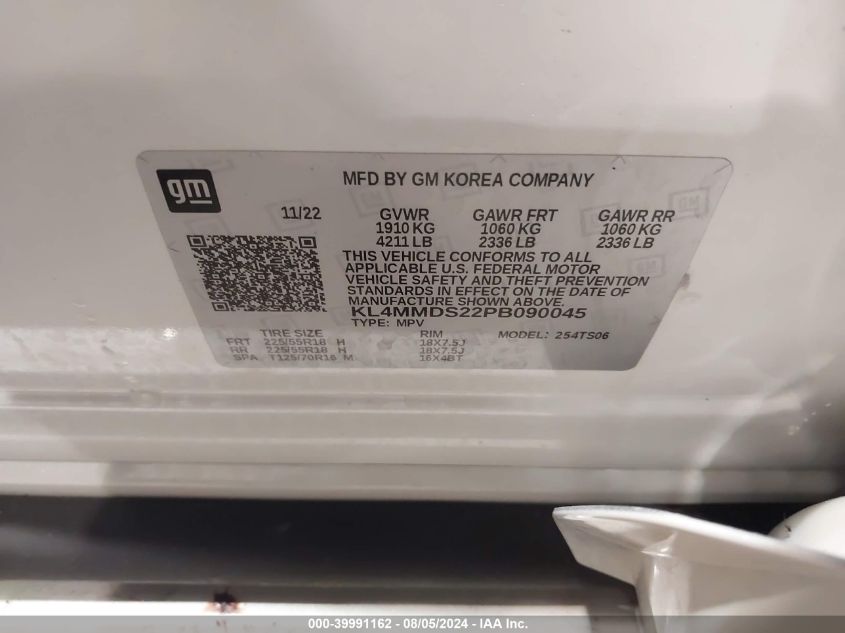 gm
MFD BY GM KOREA COMPANY
11/22 GVWR GAWR FRT GAWR RR
1910 KG 1060 KG 1060 KG
4211 LB 2336 LB 2336 LB
THIS VEHICLE CONFORMS TO ALL
APPLICABLE U.S. FEDERAL MOTOR
VEHICLE SAFETY AND THEFT PREVENTION
STANDARDS IN EFFECT ON THE DATE OF
MANUFACTURE SHOWN ABOVE.
KL4MMDS22PB090045
TYPE: MPV MODEL: 254TS06
TIRE SIZE RIM
FRT 225/55R18 H 18X7.5J
RR 225/55R18 H 18X7.5J
SPA T125/70R16 M 16X4BT
000-39991162 - 08/05/2024 - IAA Inc.